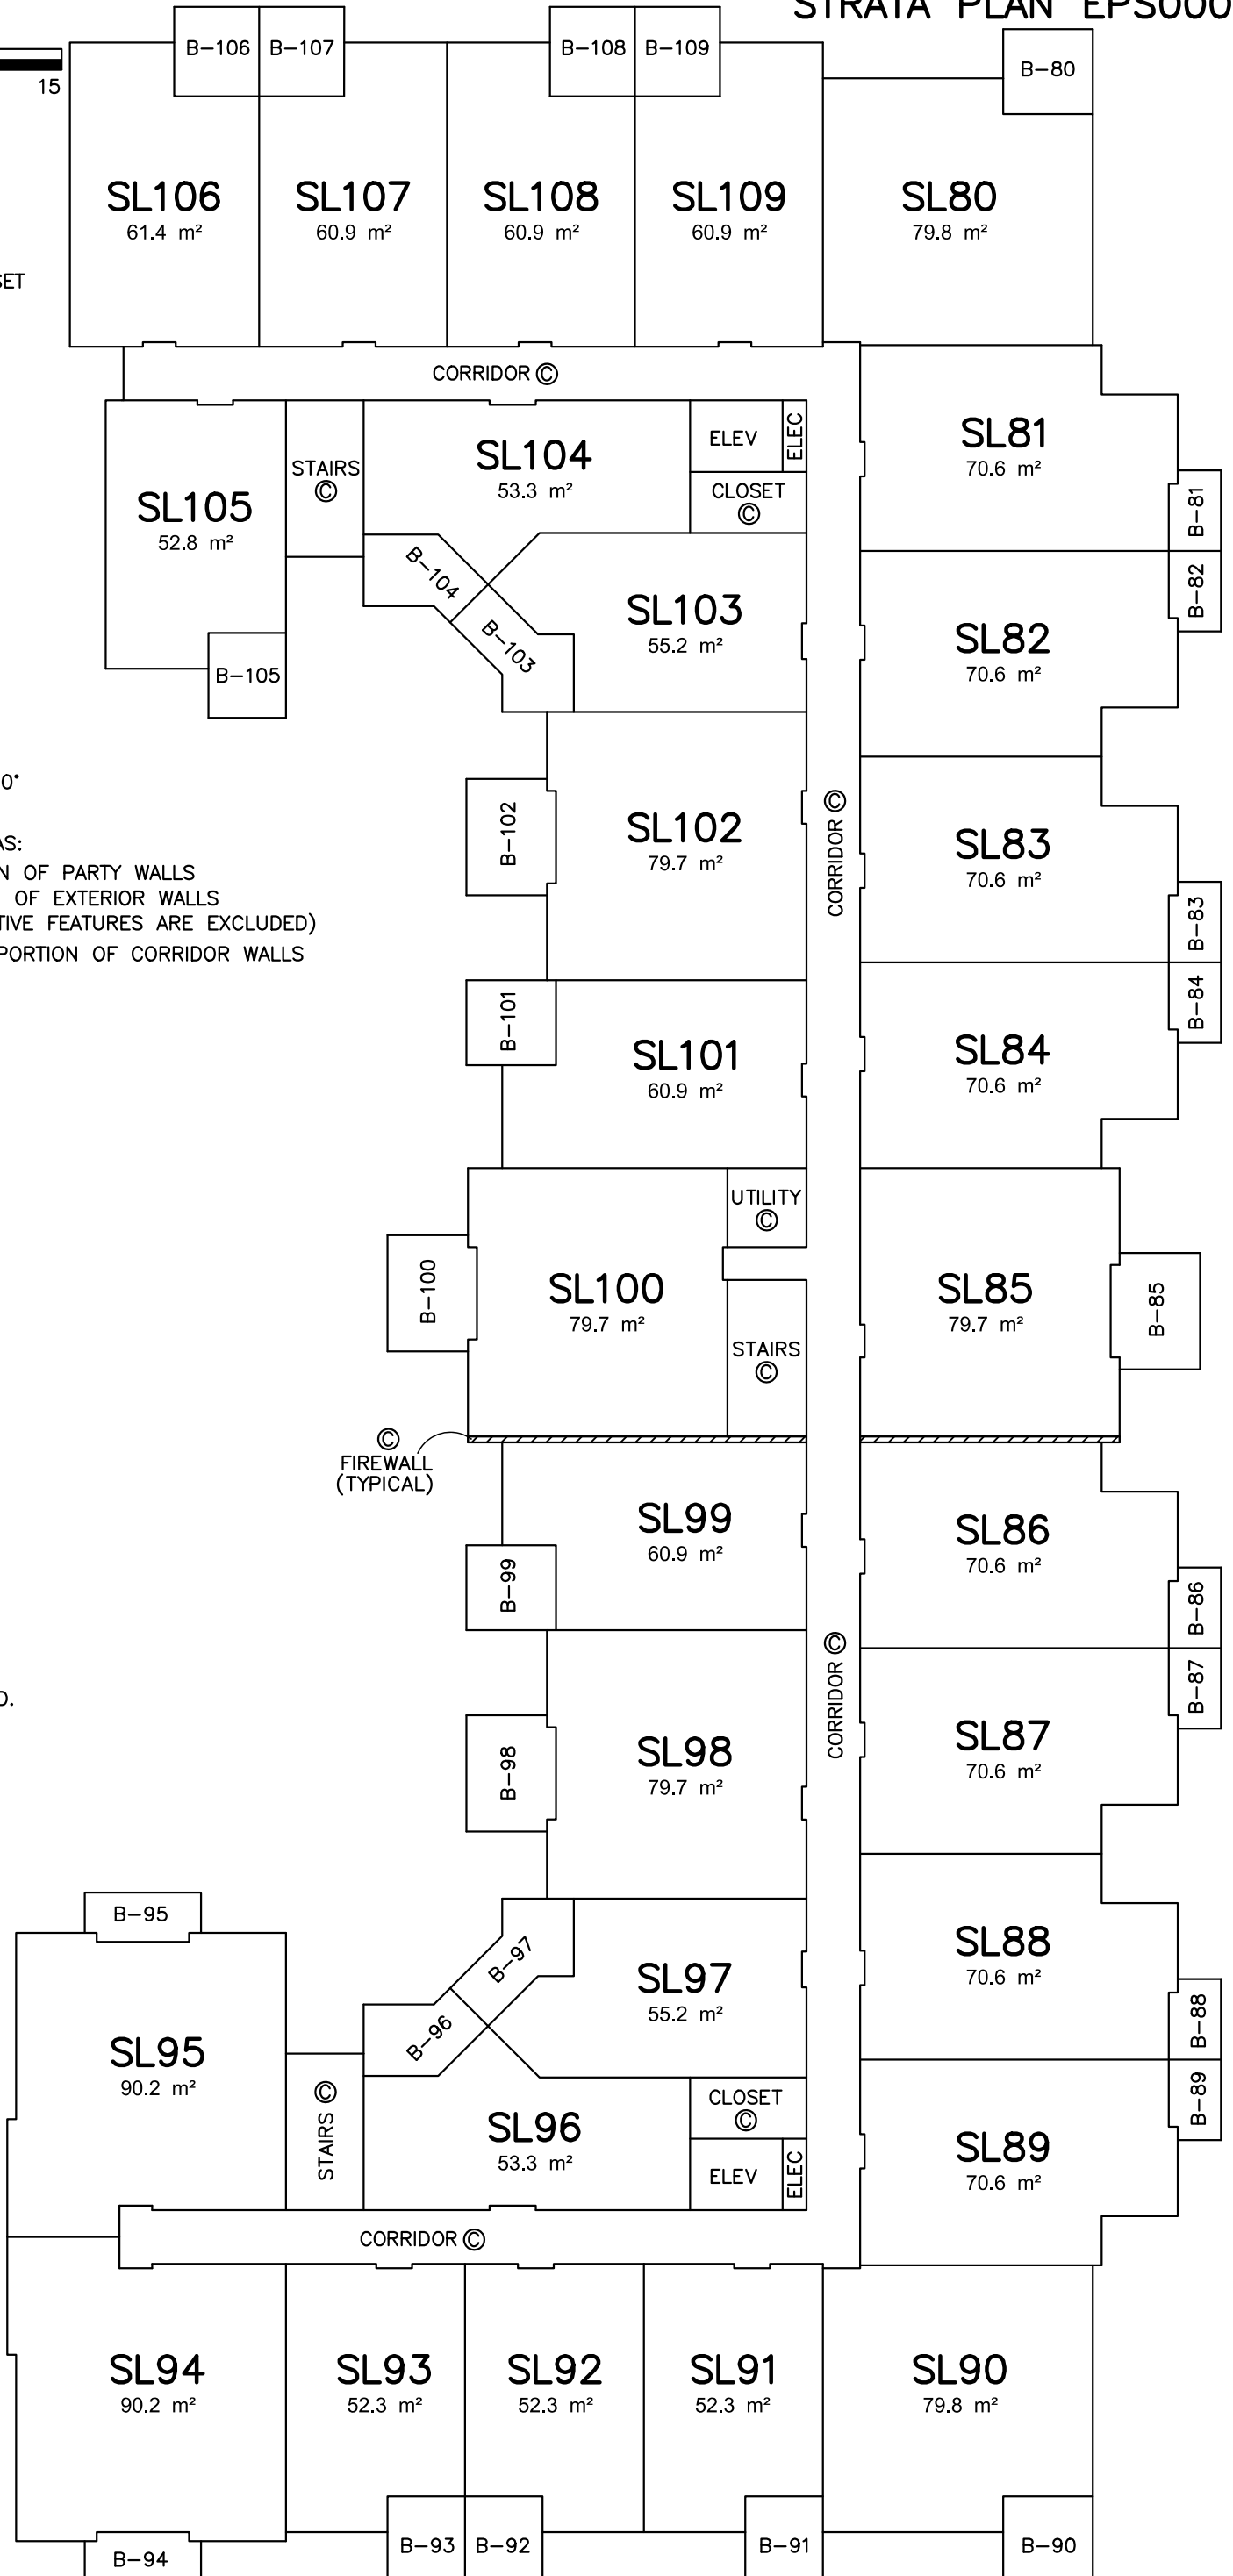 STRATA PLAN EPS000
15
B-106
B-107
B-108
B-109
B-80
SL106
61.4 m²
SL107
60.9 m²
SL108
60.9 m²
SL109
60.9 m²
SL80
79.8 m²
CORRIDOR ©
SL81
70.6 m²
B-81
STAIRS
©
SL104
53.3 m²
ELEV
ELEC
CLOSET
©
SL105
52.8 m²
B-104
B-103
B-105
SL103
55.2 m²
SL82
70.6 m²
B-82
0°
AS:
N OF PARTY WALLS
OF EXTERIOR WALLS
TIVE FEATURES ARE EXCLUDED)
PORTION OF CORRIDOR WALLS
B-102
SL102
79.7 m²
CORRIDOR ©
SL83
70.6 m²
B-83
B-101
SL101
60.9 m²
SL84
70.6 m²
B-84
B-100
SL100
79.7 m²
UTILITY
©
STAIRS
©
SL85
79.7 m²
B-85
©
FIREWALL
(TYPICAL)
B-99
SL99
60.9 m²
SL86
70.6 m²
B-86
CORRIDOR ©
B-98
SL98
79.7 m²
SL87
70.6 m²
B-87
B-95
SL95
90.2 m²
B-97
B-96
SL97
55.2 m²
SL88
70.6 m²
B-88
STAIRS ©
SL96
53.3 m²
CLOSET
©
ELEV
ELEC
SL89
70.6 m²
B-89
CORRIDOR ©
SL94
90.2 m²
SL93
52.3 m²
SL92
52.3 m²
SL91
52.3 m²
SL90
79.8 m²
B-94
B-93
B-92
B-91
B-90